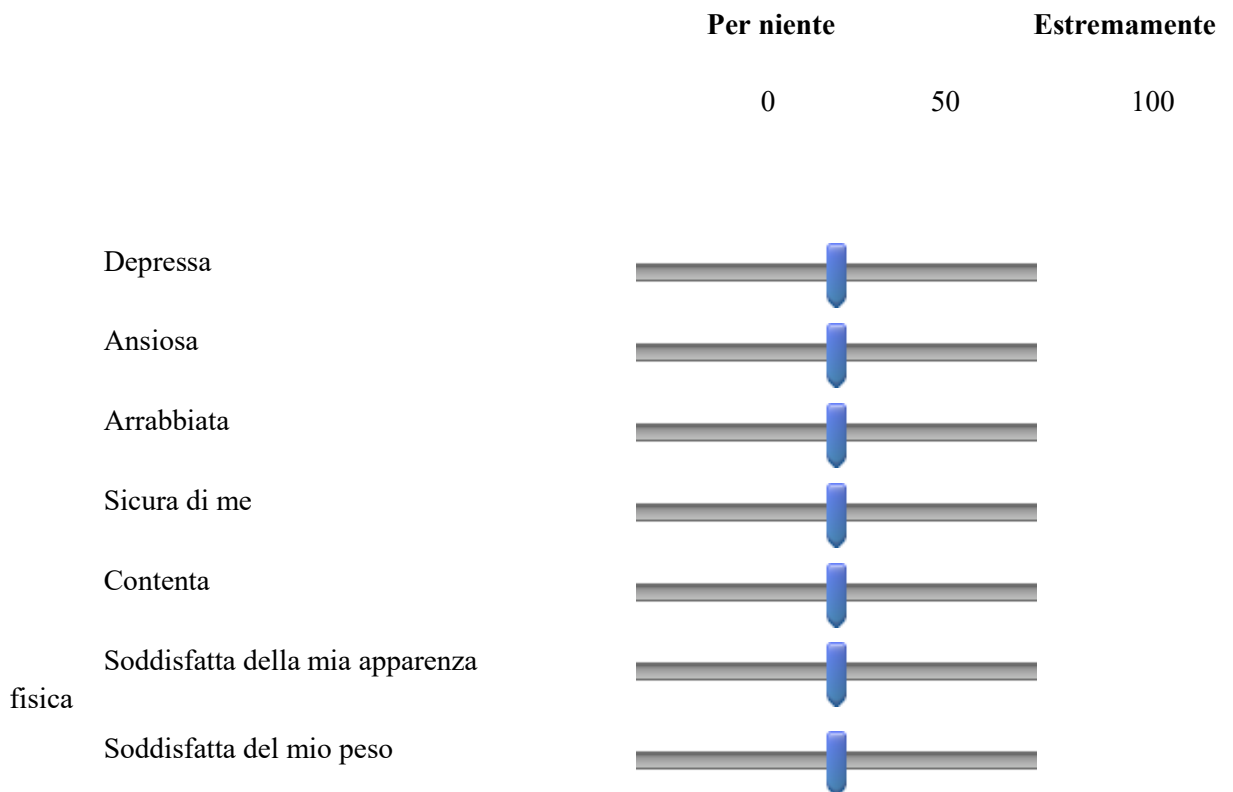 Per niente Estremamente
0 50 100
Depressa
Ansiosa
Arrabbiata
Sicura di me
Contenta
Soddisfatta della mia apparenza
fisica
Soddisfatta del mio peso